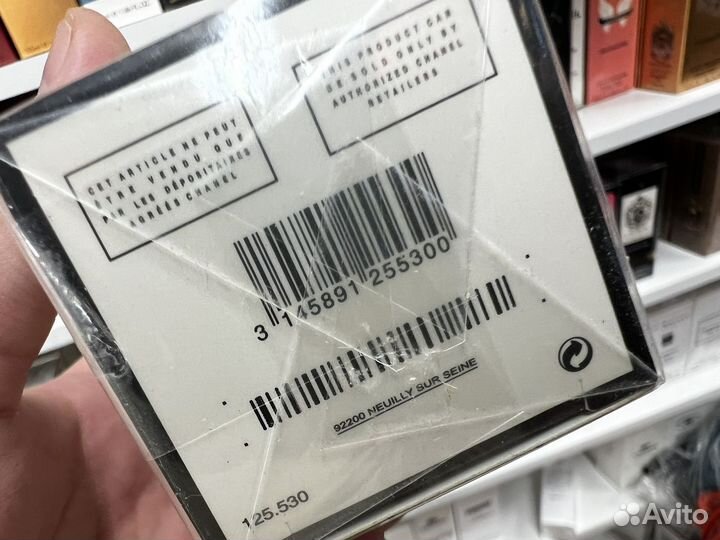 CET ARTICLE NE PEUT
ETRE VENDU QUE
PAR LES DÉPOSITAIRES
AGRÉÉS CHANEL
THIS PRODUCT CAN
BE SOLD ONLY BY
AUTHORIZED CHANEL
RETAILERS
3 145891 255300
92200 NEUILLY SUR SEINE
125.530
Avito